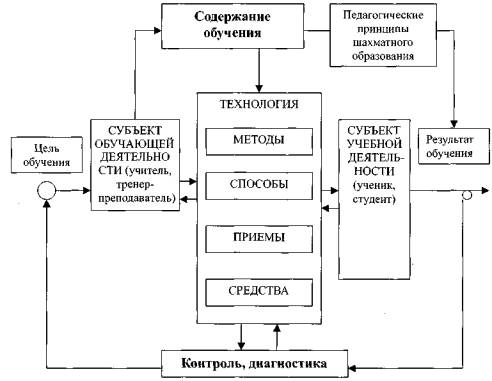 Содержание
обучения
Педагогические
принципы
шахматного
образования
ТЕХНОЛОГИЯ
МЕТОДЫ
СПОСОБЫ
ПРИЕМЫ
СРЕДСТВА
Цель
обучения
СУБЪЕКТ
ОБУЧАЮЩЕЙ
ДЕЯТЕЛЬНО
СТИ (учитель,
тренер-
преподаватель)
СУБЪЕКТ
УЧЕБНОЙ
ДЕЯТЕЛЬ-
НОСТИ
(ученик,
студент)
Результат
обучения
Контроль, диагностика